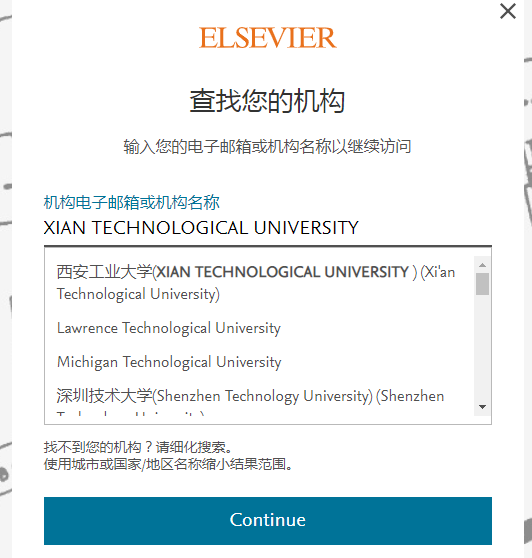 ELSEVIER
查找您的机构
输入您的电子邮箱或机构名称以继续访问
机构电子邮箱或机构名称
XIAN TECHNOLOGICAL UNIVERSITY
西安工业大学(XIAN TECHNOLOGICAL UNIVERSITY ) (Xi'an
Technological University)
Lawrence Technological University
Michigan Technological University
深圳技术大学(Shenzhen Technology University) (Shenzhen
Technology University)
找不到您的机构？请细化搜索。
使用城市或国家/地区名称缩小结果范围。
Continue